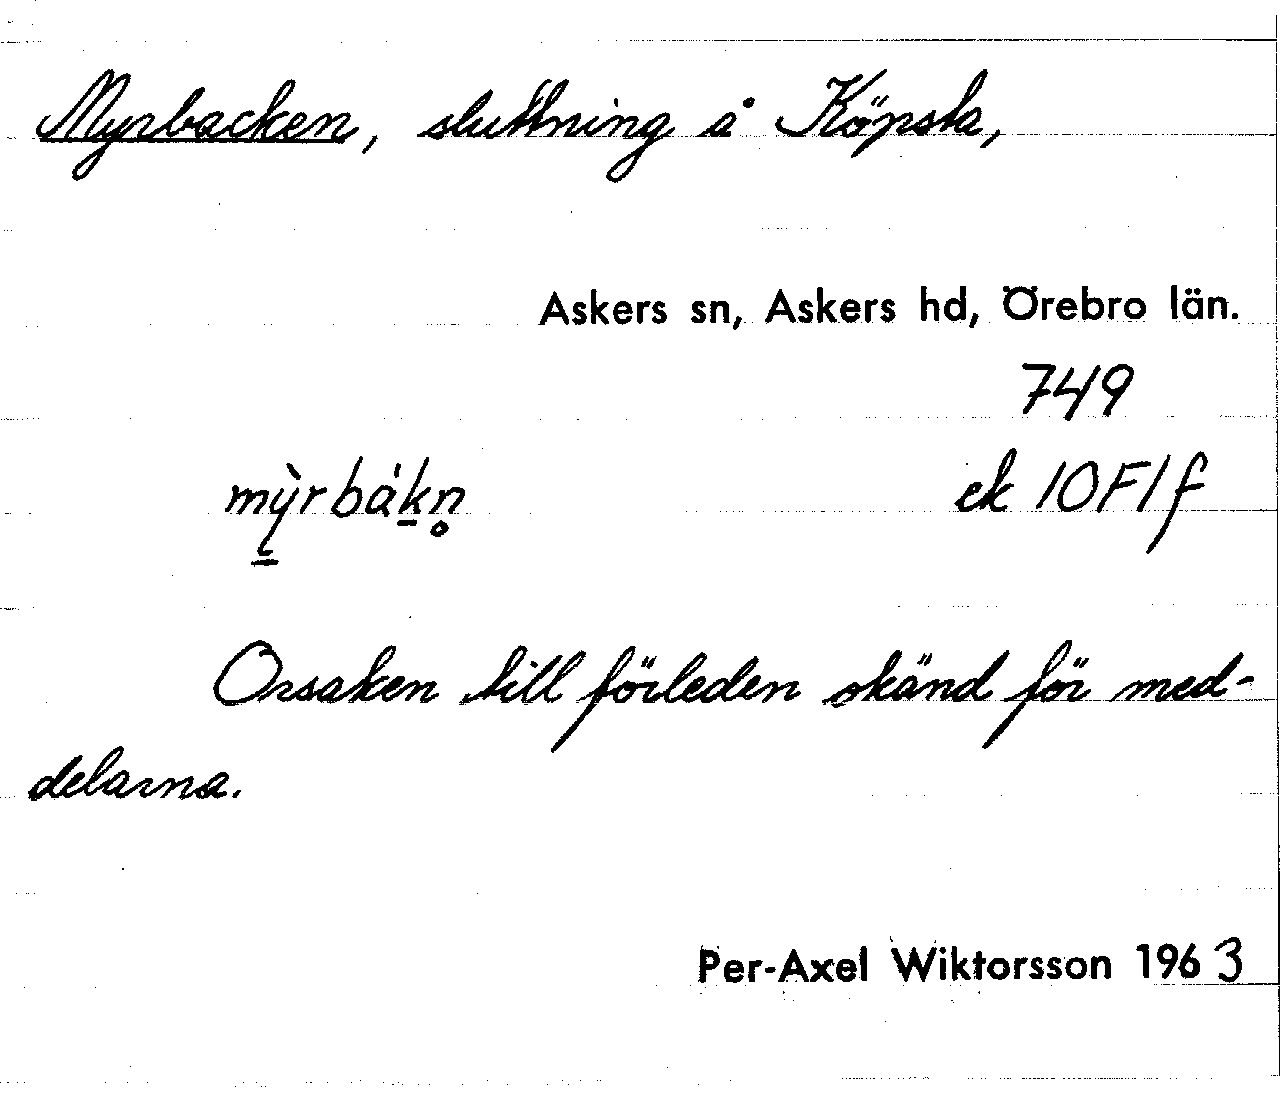 Myrbacken, sluttning å Köpsta,
Askers sn, Askers hd, Örebro län.
749
mỳrbák̠n̥ ek 10F1f
Orsaken till förleden okänd för med-
delarna.
Per-Axel Wiktorsson 1963